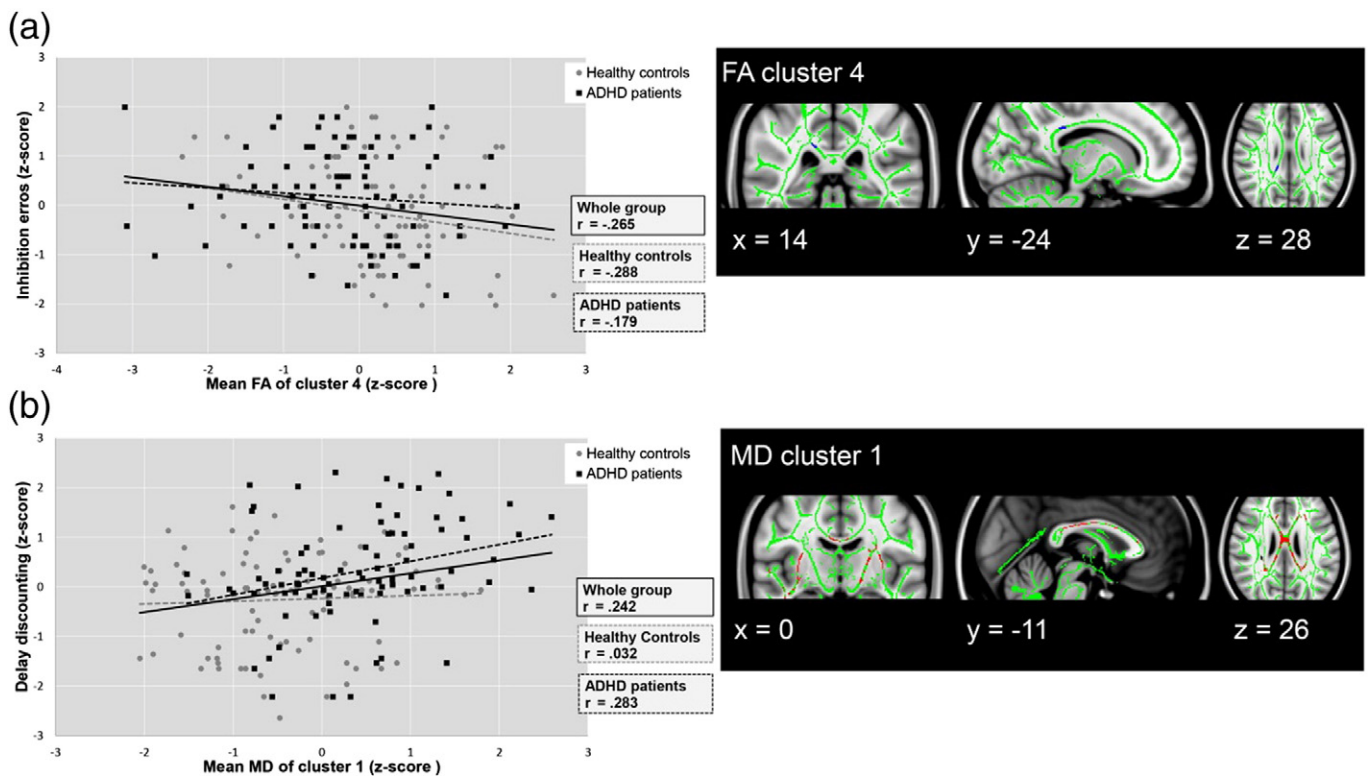 (a)
3
2
1
0
-1
-2
-3
Inhibition erros (z-score)
-4 -3 -2 -1 0 1 2 3
Mean FA of cluster 4 (z-score )
Healthy controls
ADHD patients
Whole group
r = -.265
Healthy controls
r = -.288
ADHD patients
r = -.179
FA cluster 4
x = 14 y = -24 z = 28
(b)
3
2
1
0
-1
-2
-3
Delay discounting (z-score)
-2 -1 0 1 2 3
Mean MD of cluster 1 (z-score )
Healthy controls
ADHD patients
Whole group
r = .242
Healthy Controls
r = .032
ADHD patients
r = .283
MD cluster 1
x = 0 y = -11 z = 26